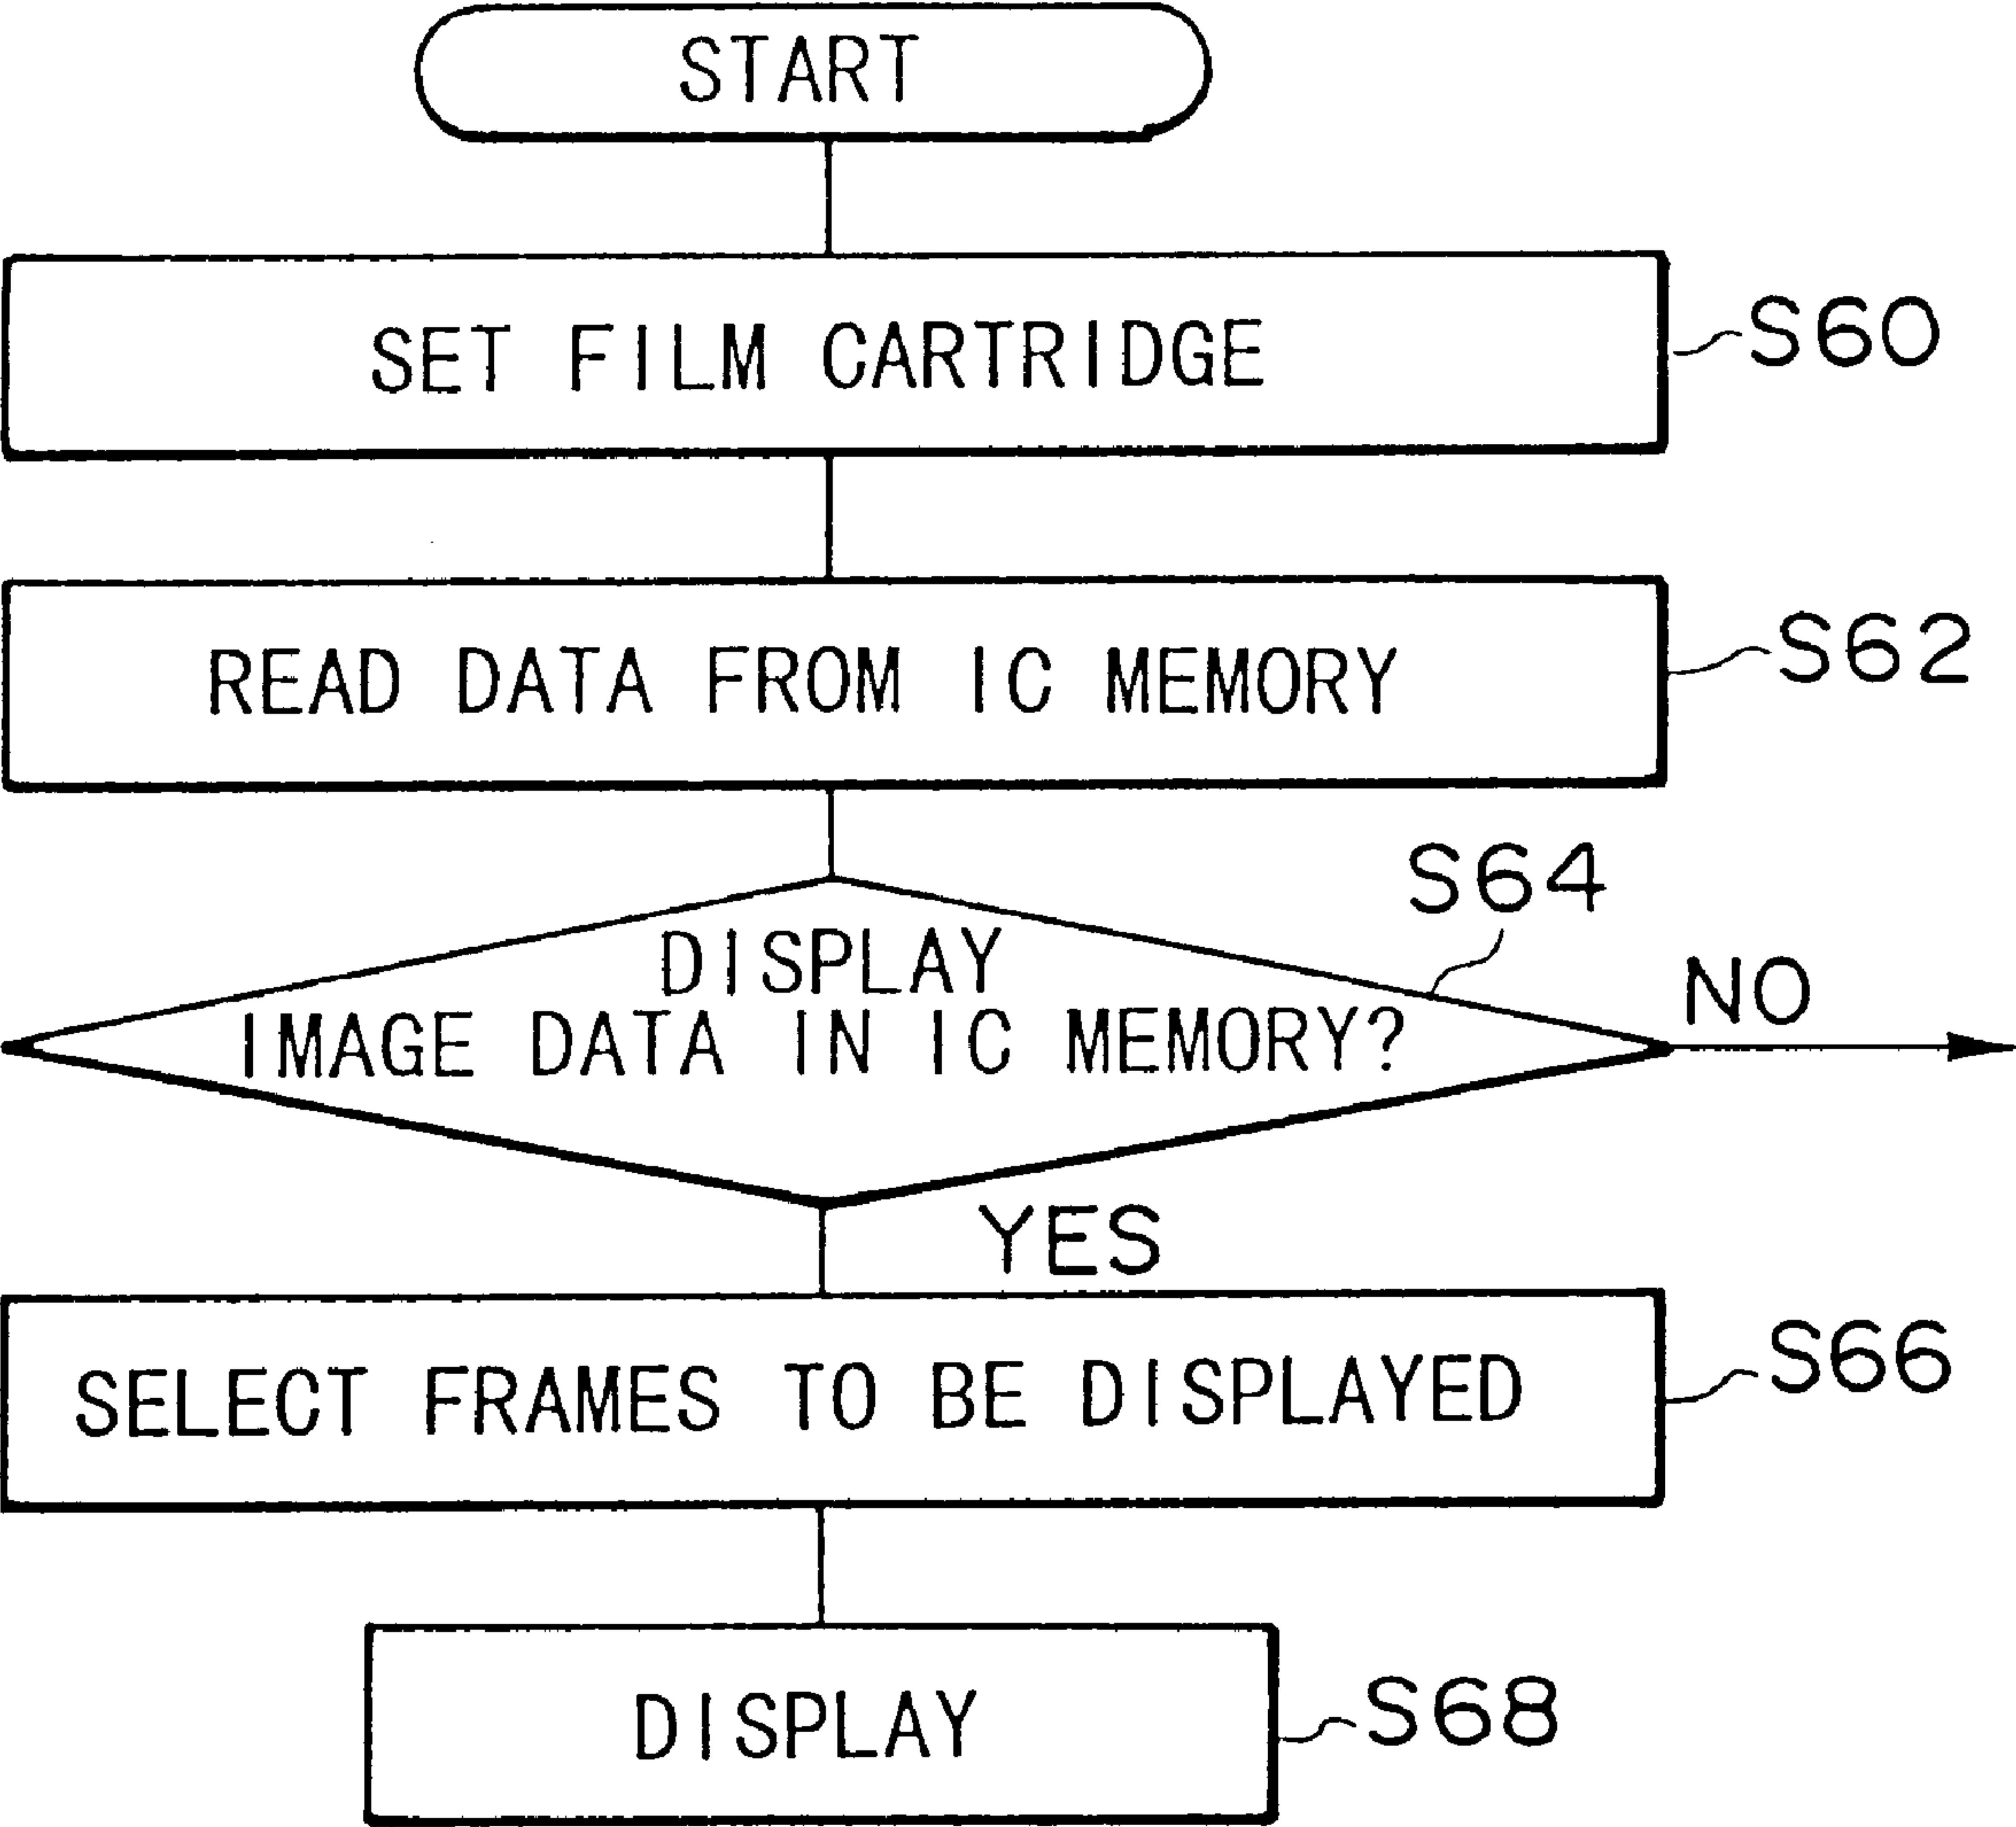 START
SET FILM CARTRIDGE
S60
READ DATA FROM IC MEMORY
S62
S64
DISPLAY
IMAGE DATA IN IC MEMORY?
NO
YES
SELECT FRAMES TO BE DISPLAYED
S66
DISPLAY
S68